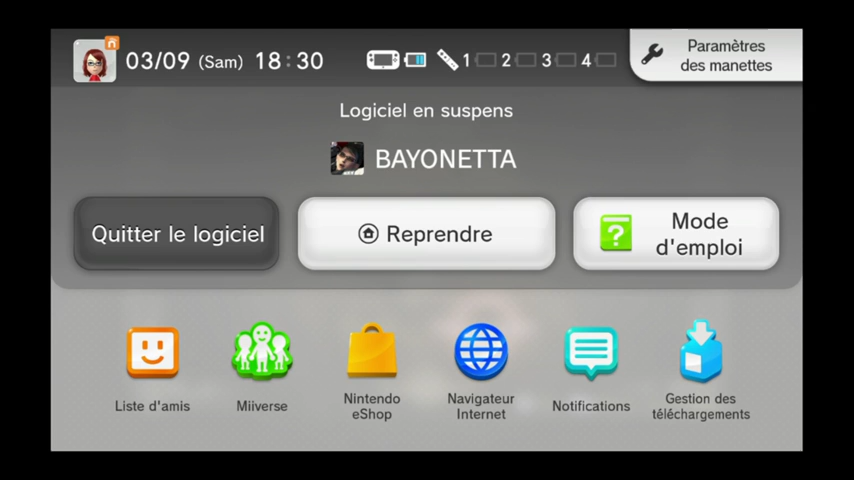 03/09 (Sam) 18:30
1 2 3 4
Paramètres
des manettes
Logiciel en suspens
BAYONETTA
Quitter le logiciel
Reprendre
?
Mode
d'emploi
Liste d'amis
Miiverse
Nintendo
eShop
Navigateur
Internet
Notifications
Gestion des
téléchargements